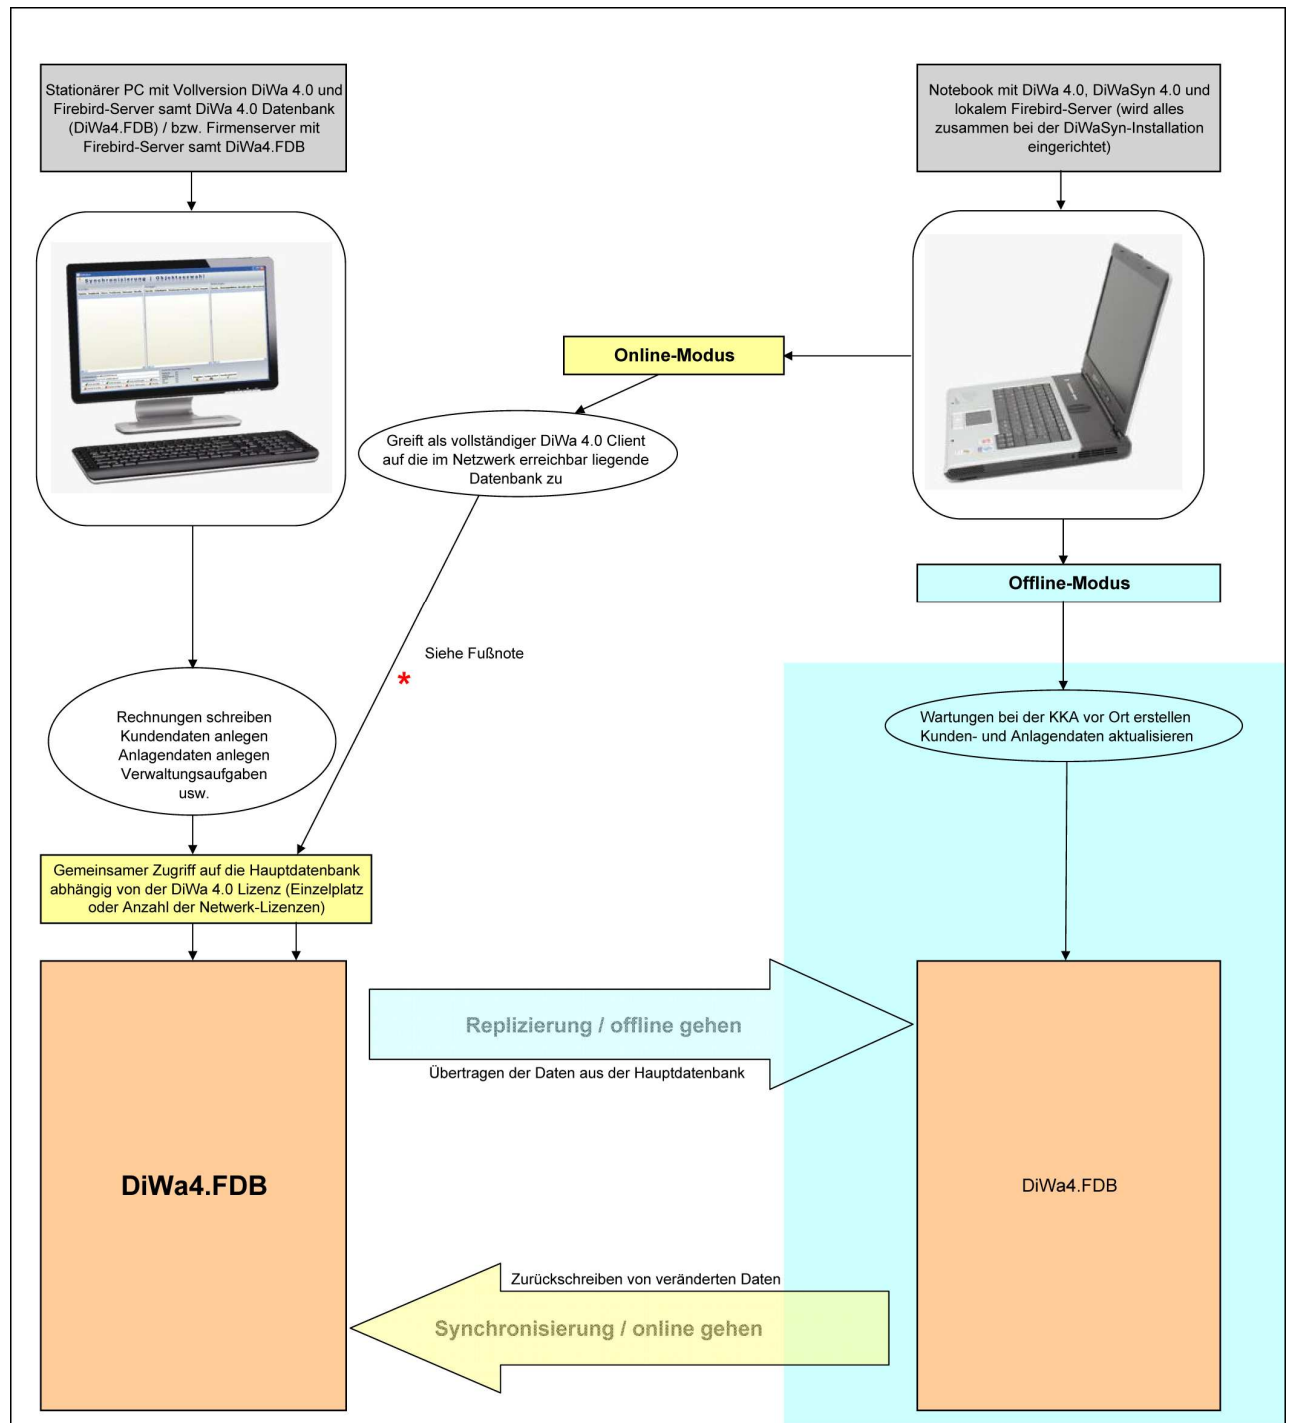 Stationärer PC mit Vollversion DiWa 4.0 und
Firebird-Server samt DiWa 4.0 Datenbank
(DiWa4.FDB) / bzw. Firmenserver mit
Firebird-Server samt DiWa4.FDB
Notebook mit DiWa 4.0, DiWaSyn 4.0 und
lokalem Firebird-Server (wird alles
zusammen bei der DiWaSyn-Installation
eingerichtet)
Synchronisierung | Objektauswahl
Online-Modus
Greift als vollständiger DiWa 4.0 Client
auf die im Netzwerk erreichbar liegende
Datenbank zu
Offline-Modus
Siehe Fußnote
*
Rechnungen schreiben
Kundendaten anlegen
Anlagendaten anlegen
Verwaltungsaufgaben
usw.
Wartungen bei der KKA vor Ort erstellen
Kunden- und Anlagendaten aktualisieren
Gemeinsamer Zugriff auf die Hauptdatenbank
abhängig von der DiWa 4.0 Lizenz (Einzelplatz
oder Anzahl der Netwerk-Lizenzen)
Replizierung / offline gehen
Übertragen der Daten aus der Hauptdatenbank
DiWa4.FDB
DiWa4.FDB
Zurückschreiben von veränderten Daten
Synchronisierung / online gehen